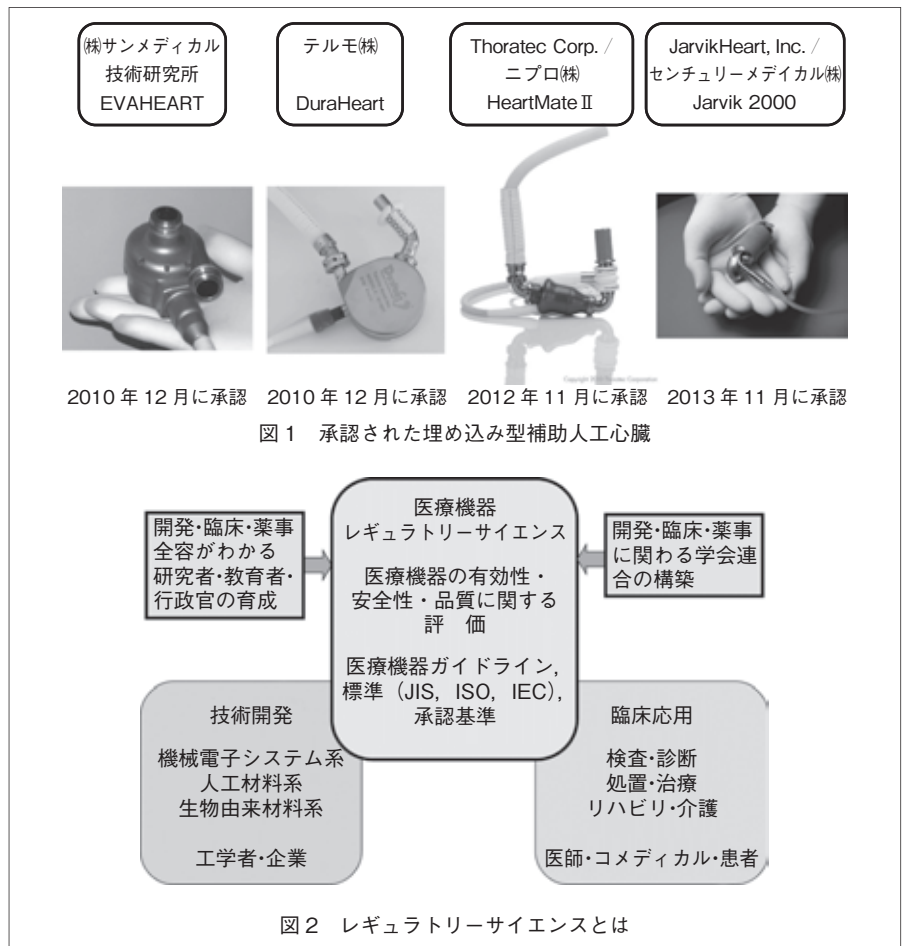 ㈱サンメディカル
技術研究所
EVAHEART
テルモ㈱
DuraHeart
Thoratec Corp. /
ニプロ㈱
HeartMate Ⅱ
JarvikHeart, Inc. /
センチュリーメデイカル㈱
Jarvik 2000
2010 年 12 月に承認
2010 年 12 月に承認
2012 年 11 月に承認
2013 年 11 月に承認
図 1 承認された埋め込み型補助人工心臓
開発・臨床・薬事
全容がわかる
研究者・教育者・
行政官の育成
医療機器
レギュラトリーサイエンス
医療機器の有効性・
安全性・品質に関する
評 価
医療機器ガイドライン,
標準（JIS, ISO, IEC),
承認基準
開発・臨床・薬事
に関わる学会連
合の構築
技術開発
機械電子システム系
人工材料系
生物由来材料系
工学者・企業
臨床応用
検査・診断
処置・治療
リハビリ・介護
医師・コメディカル・患者
図 2 レギュラトリーサイエンスとは